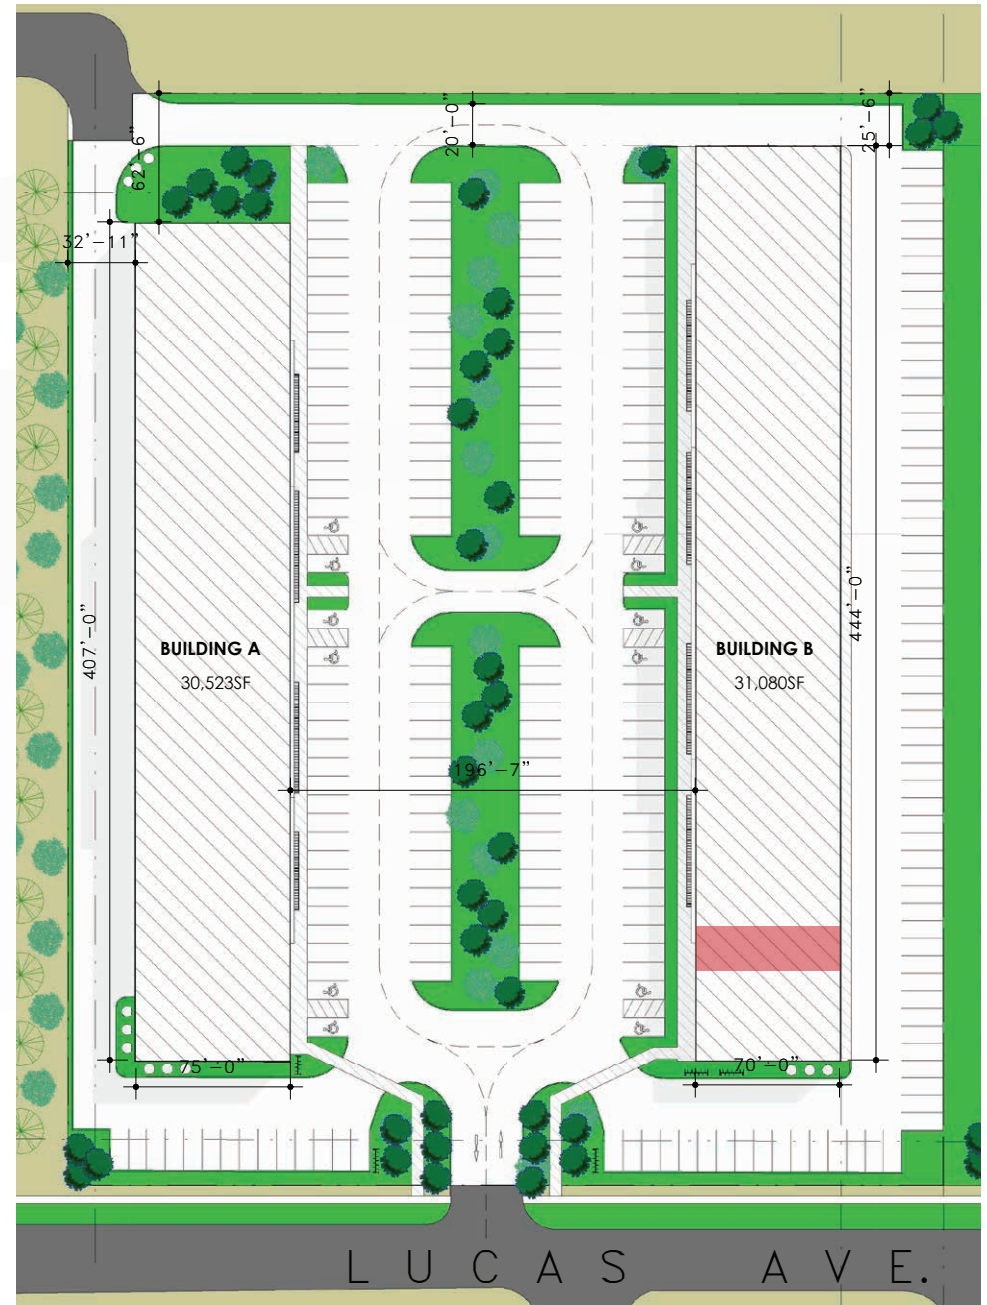 20'-0"
25'-6"
62'-6"
32'-11"
407'-0"
444'-0"
BUILDING A
30,523SF
BUILDING B
31,080SF
196'-7"
75'-0"
70'-0"
LUCAS AVE.